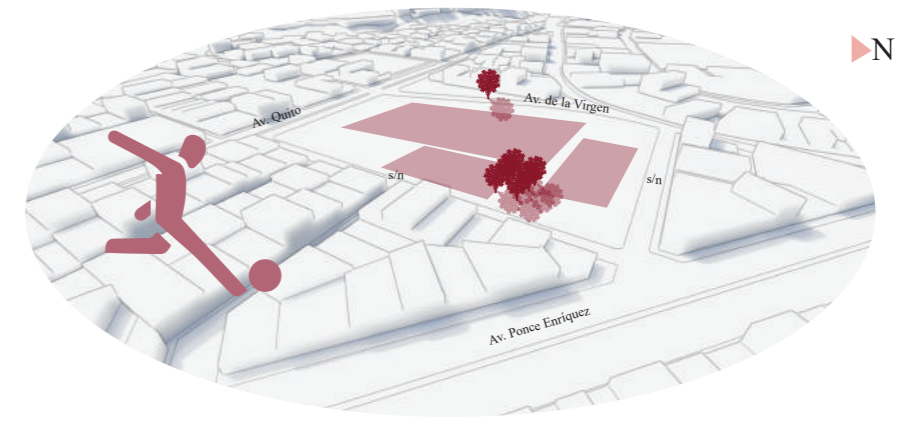 N
Av. de la Virgen
Av. Quito
s/n
s/n
Av. Ponce Enríquez